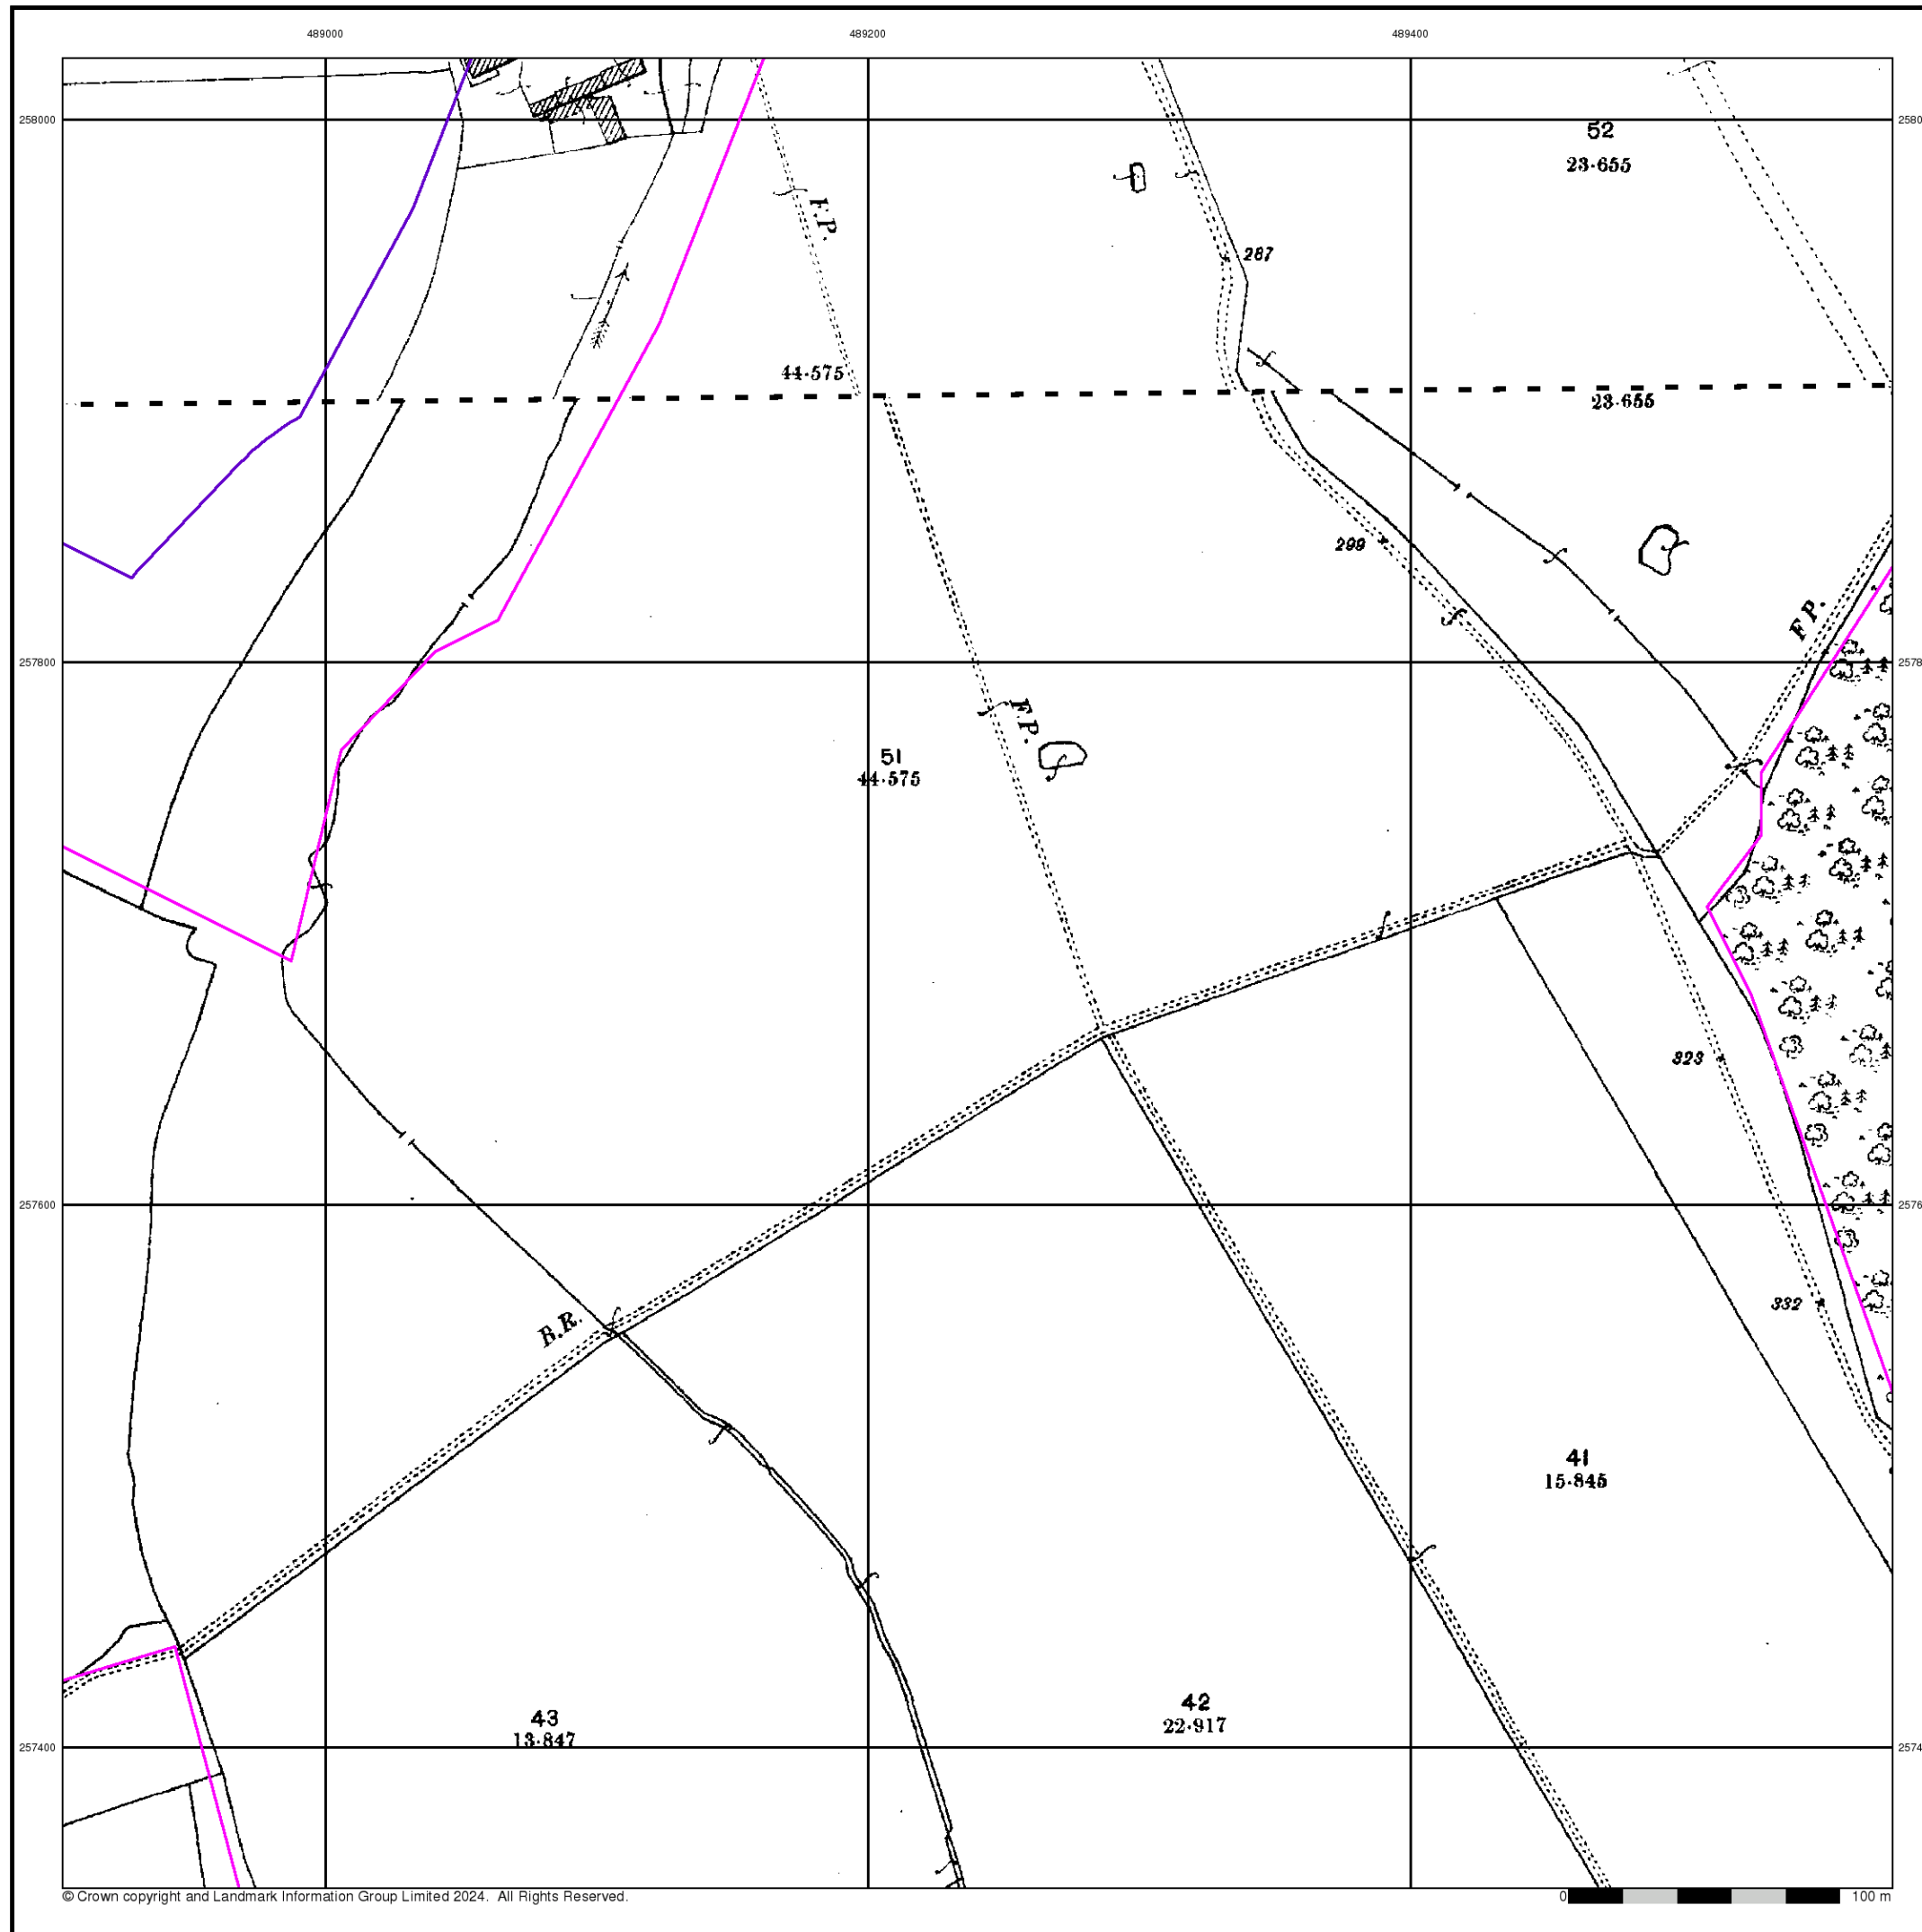 489000 489200 489400
258000 2580
52
23·655
F.P.
287
44·575
23·655
299
F P.
257800 2578
F.P.
51
44·575
323
257600 2576
332
B.R.
41
15·845
42
22·917
43
13·847
257400 2574
© Crown copyright and Landmark Information Group Limited 2024. All Rights Reserved.
0 100 m